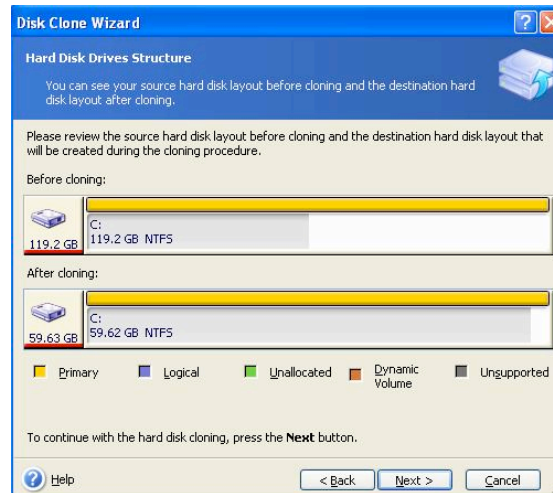 Disk Clone Wizard
Hard Disk Drives Structure
You can see your source hard disk layout before cloning and the destination hard
disk layout after cloning.
Please review the source hard disk layout before cloning and the destination hard disk layout that
will be created during the cloning procedure.
Before cloning:
119.2 GB
C:
119.2 GB NTFS
After cloning:
59.63 GB
C:
59.62 GB NTFS
Primary Logical Unallocated Dynamic Volume Unsupported
To continue with the hard disk cloning, press the Next button.
Help < Back Next > Cancel